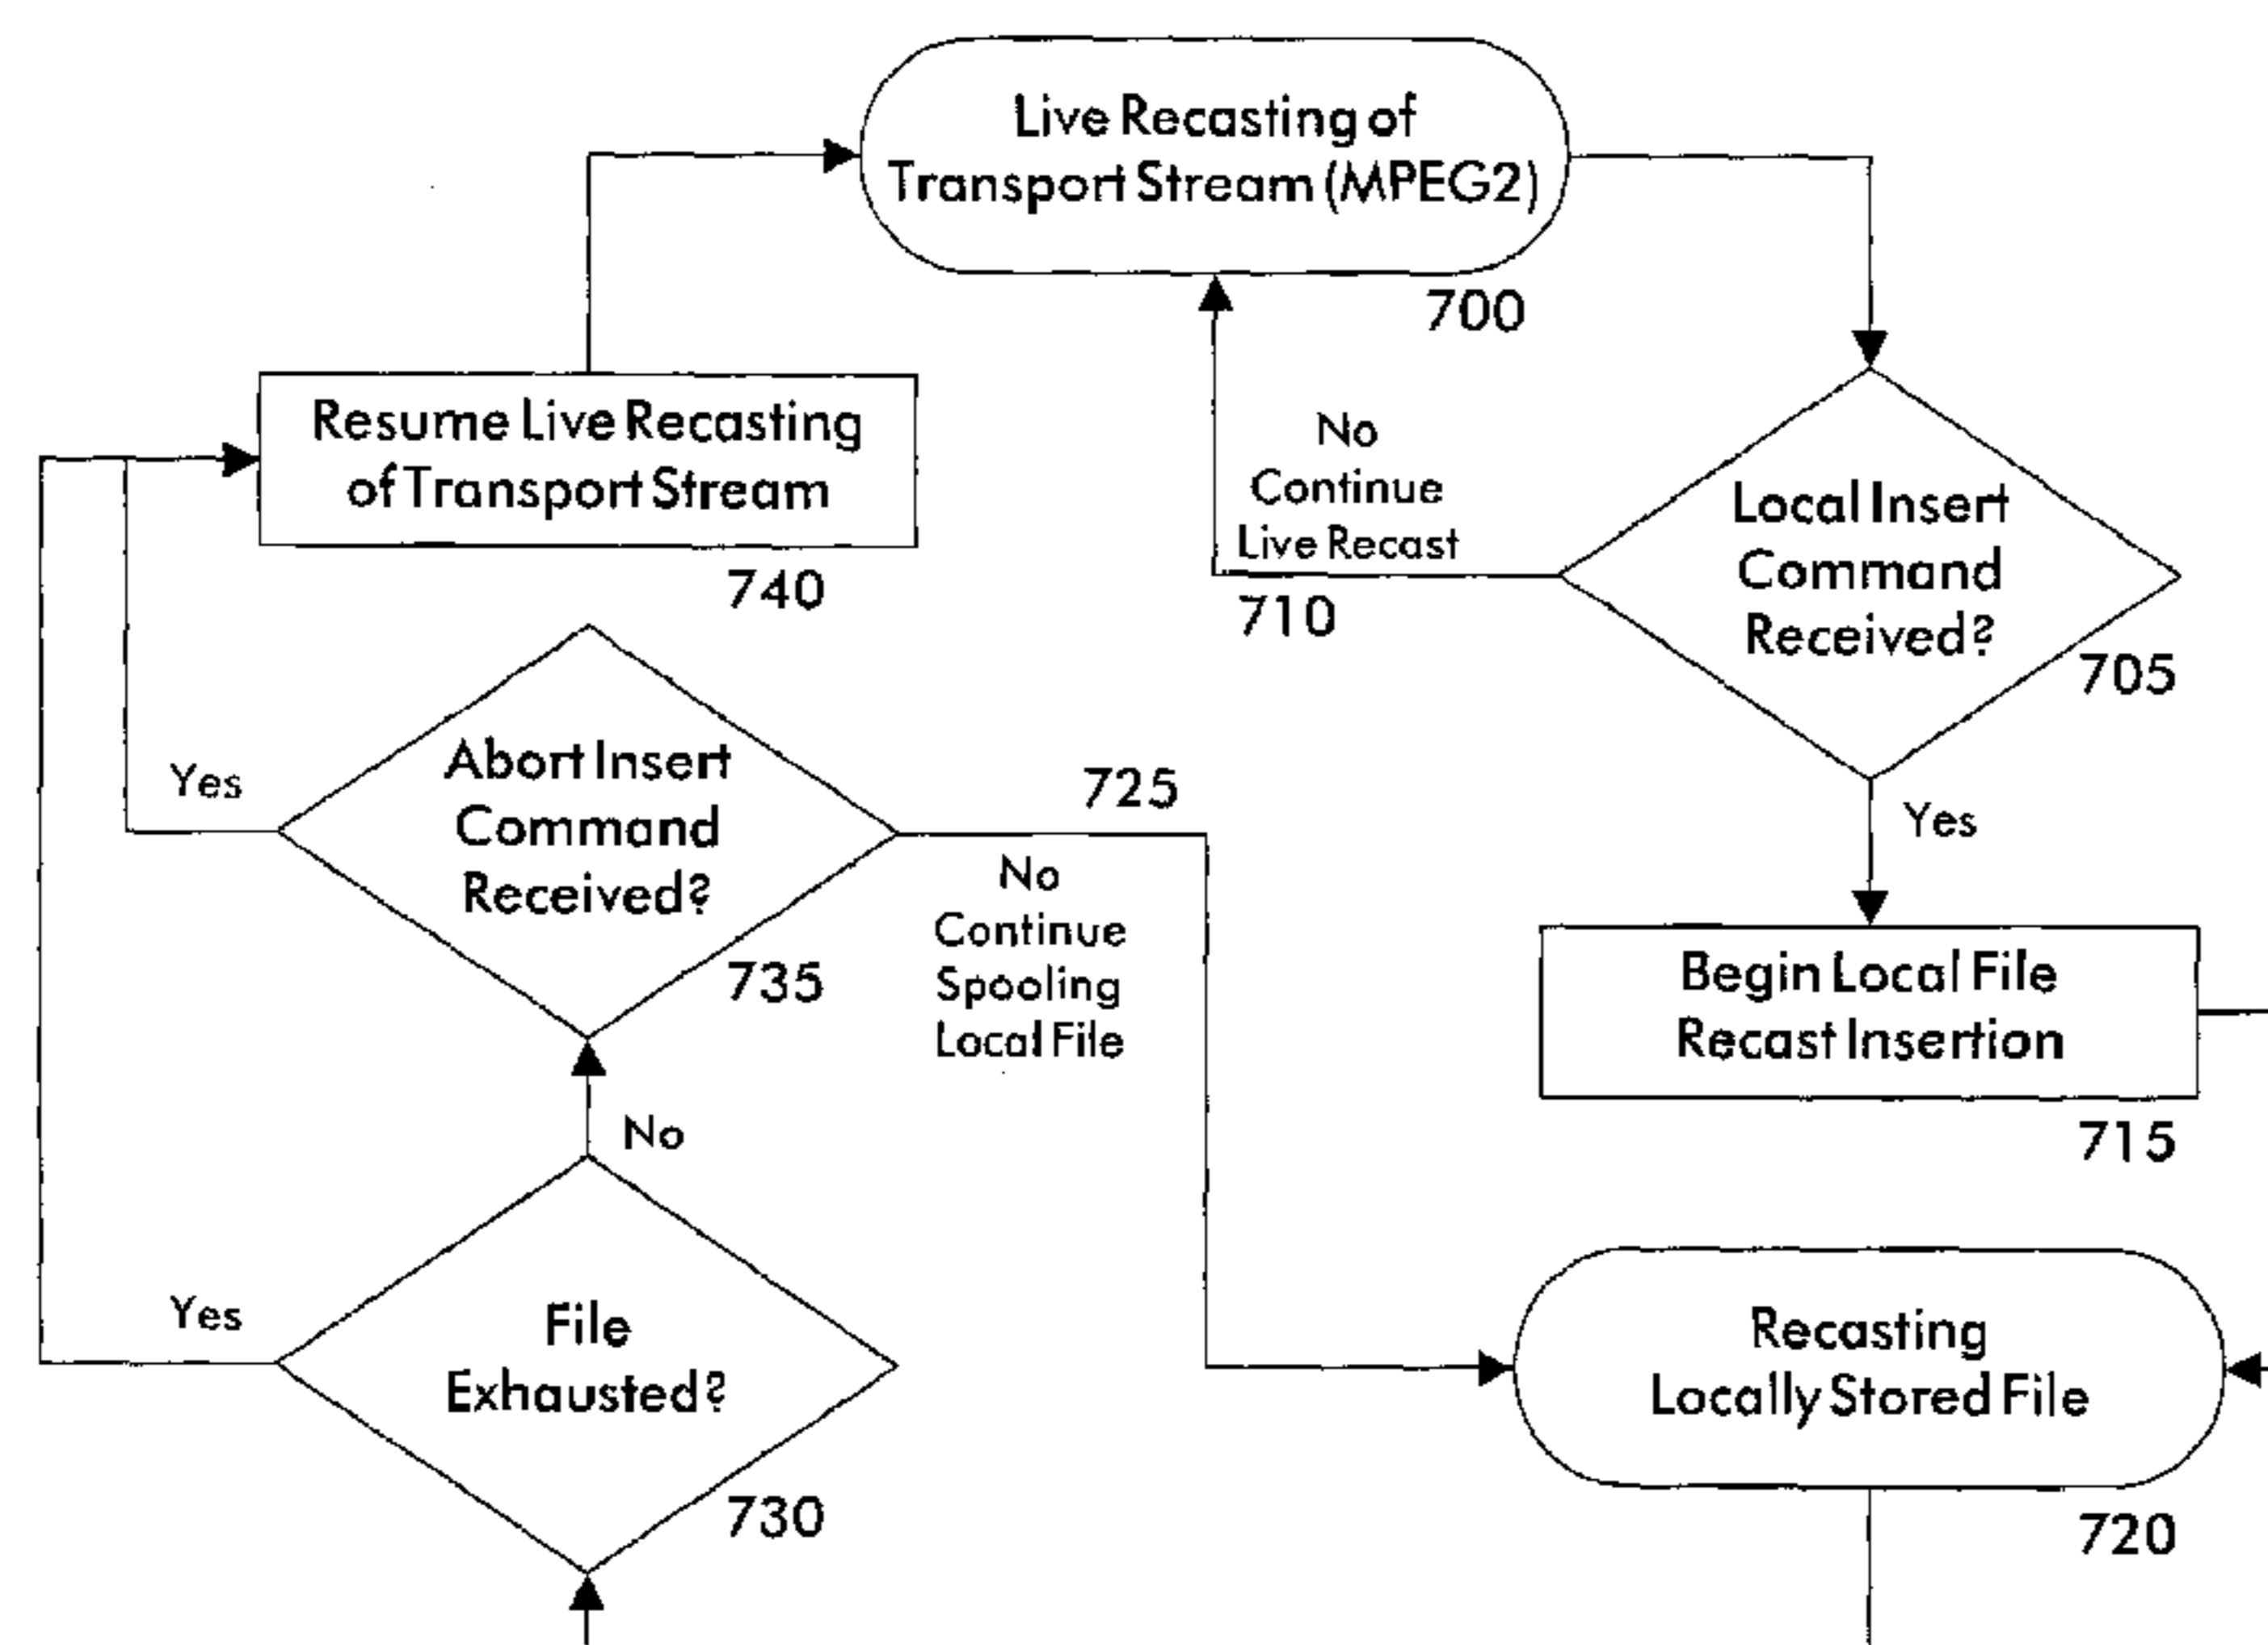 Live Recasting of
Transport Stream (MPEG2)
700
Resume Live Recasting
of Transport Stream
740
No
Continue
Live Recast
710
Local Insert
Command
Received?
705
Yes
Abort Insert
Command
Received?
735
Yes
725
No
Continue
Spooling
Local File
Begin Local File
Recast Insertion
715
No
File
Exhausted?
730
Yes
Recasting
Locally Stored File
720